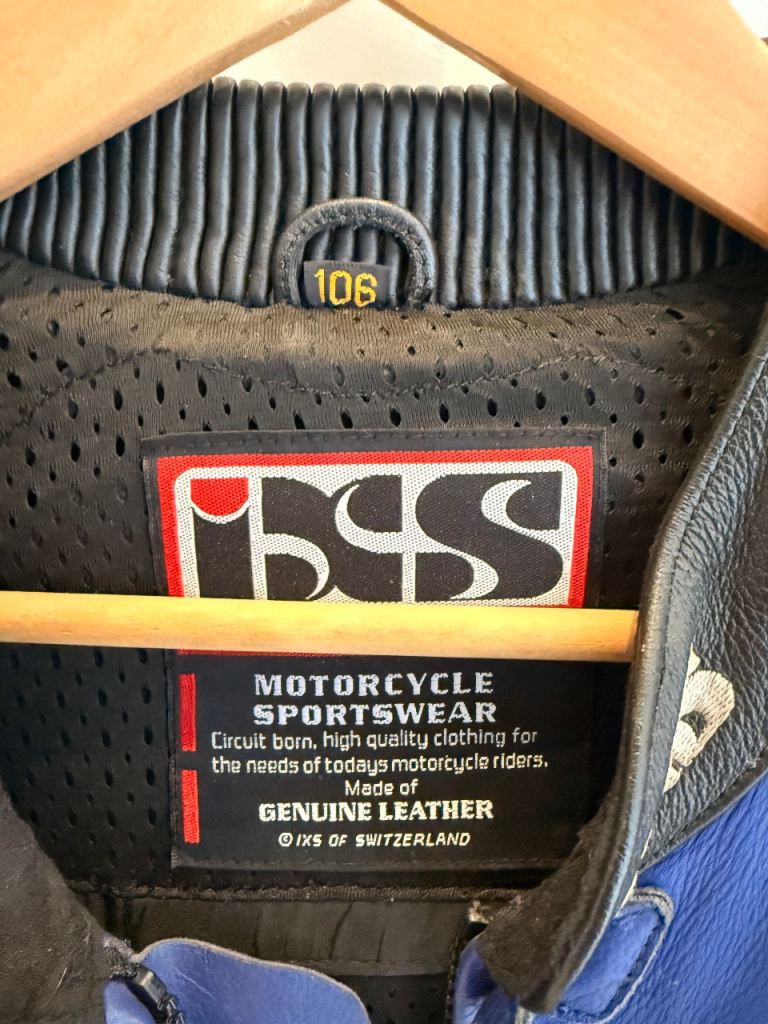 106
iXS
MOTORCYCLE
SPORTSWEAR
Circuit born, high quality clothing for
the needs of todays motorcycle riders.
Made of
GENUINE LEATHER
© IXS OF SWITZERLAND